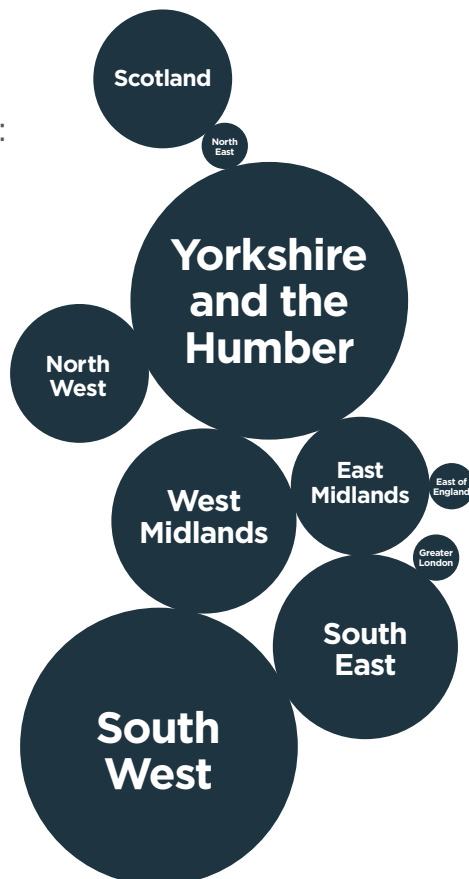 :
Scotland
North
East
Yorkshire
and the
Humber
North
West
East
Midlands
East of
England
West
Midlands
Greater
London
South
East
South
West